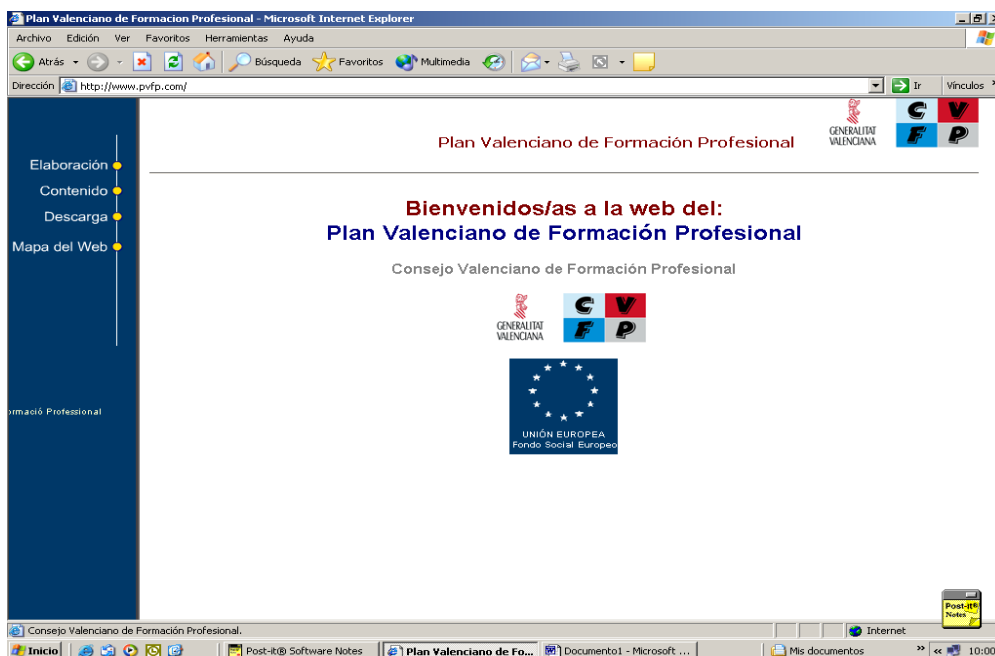 Plan Valenciano de Formacion Profesional - Microsoft Internet Explorer
Archivo Edición Ver Favoritos Herramientas Ayuda
Atrás Búsqueda Favoritos Multimedia
Dirección http://www.pvfp.com/ Ir Vínculos »
Plan Valenciano de Formación Profesional
GENERALITAT
VALENCIANA
C V
F P
Elaboración
Contenido
Descarga
Mapa del Web
ormació Professional
Bienvenidos/as a la web del:
Plan Valenciano de Formación Profesional
Consejo Valenciano de Formación Profesional
GENERALITAT
VALENCIANA
C V
F P
UNIÓN EUROPEA
Fondo Social Europeo
Post-it®
Notes
Consejo Valenciano de Formación Profesional. Internet
Inicio Post-it® Software Notes Plan Valenciano de Fo... Documento1 - Microsoft ... Mis documentos » « 10:00